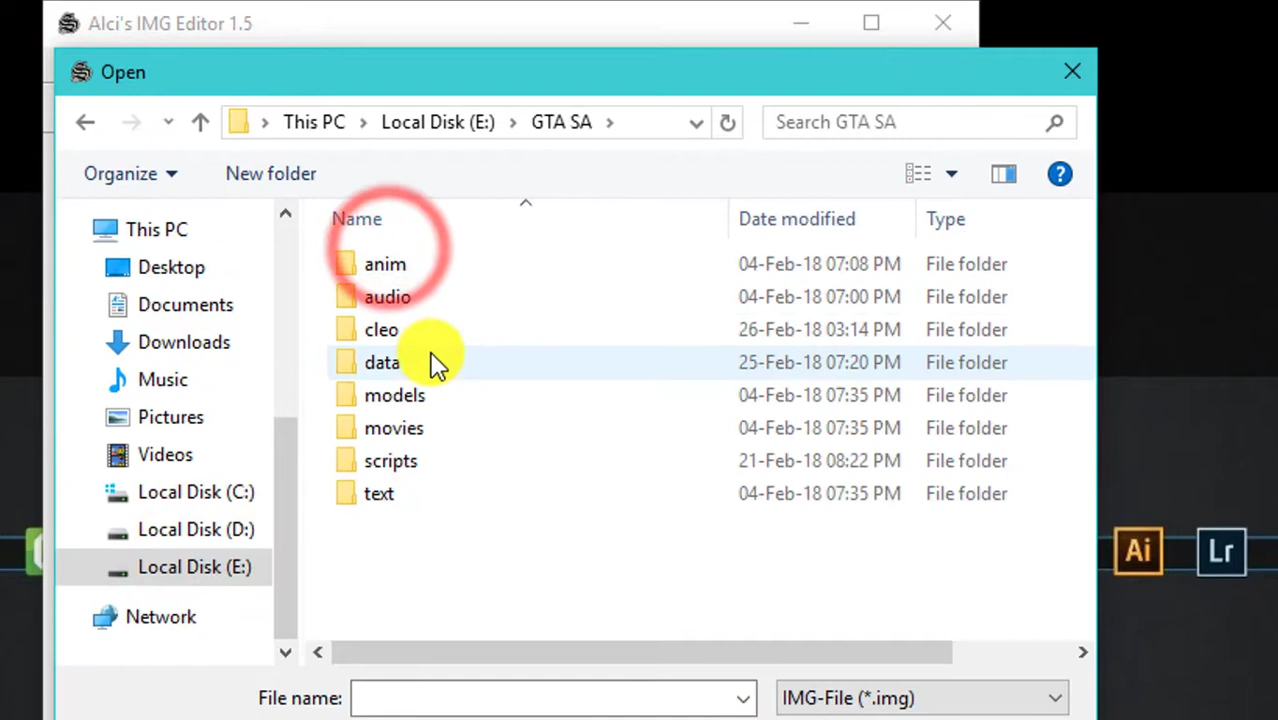 Alci's IMG Editor 1.5
Open
This PC
Local Disk (E:)
GTA SA
Search GTA SA
Organize
New folder
Name
Date modified
Type
This PC
Desktop
Documents
Downloads
Music
Pictures
Videos
Local Disk (C:)
Local Disk (D:)
Local Disk (E:)
Network
anim 04-Feb-18 07:08 PM File folder
audio 04-Feb-18 07:00 PM File folder
cleo 26-Feb-18 03:14 PM File folder
data 25-Feb-18 07:20 PM File folder
models 04-Feb-18 07:35 PM File folder
movies 04-Feb-18 07:35 PM File folder
scripts 21-Feb-18 08:22 PM File folder
text 04-Feb-18 07:35 PM File folder
Ai
Lr
File name:
IMG-File (*.img)